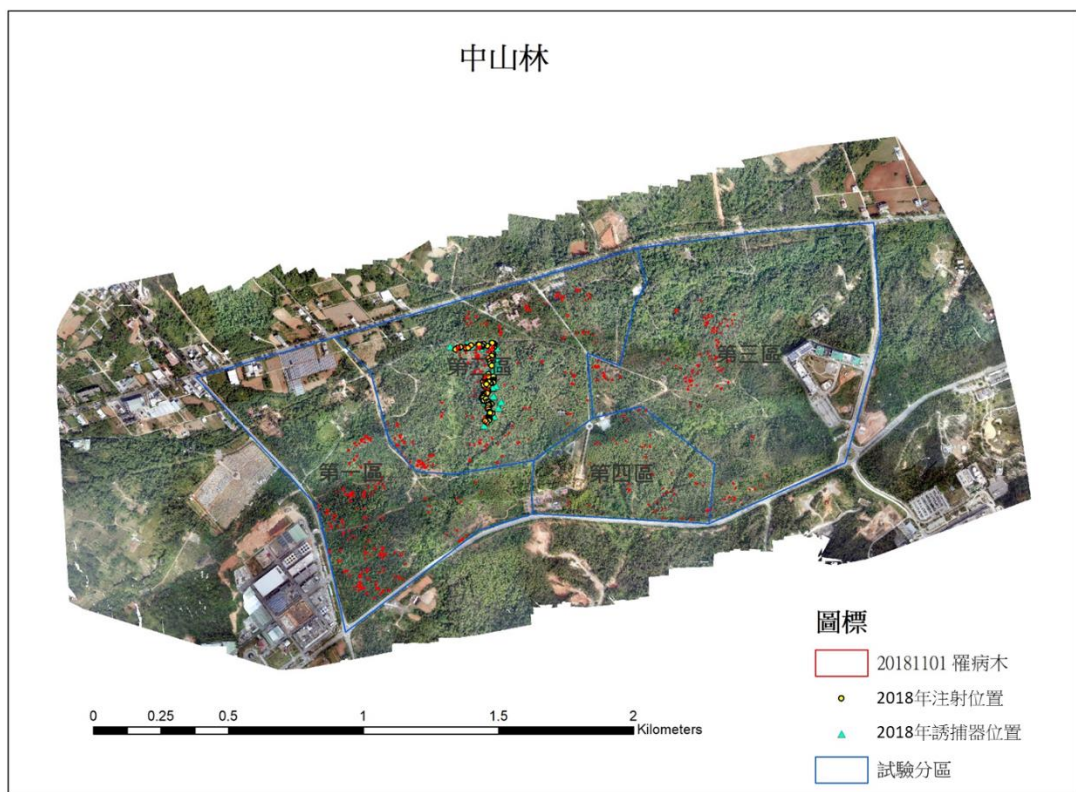 中山林
第二區
第三區
第一區
第四區
圖標
20181101 罹病木
2018年注射位置
2018年誘捕器位置
試驗分區
0 0.25 0.5 1 1.5 2
Kilometers